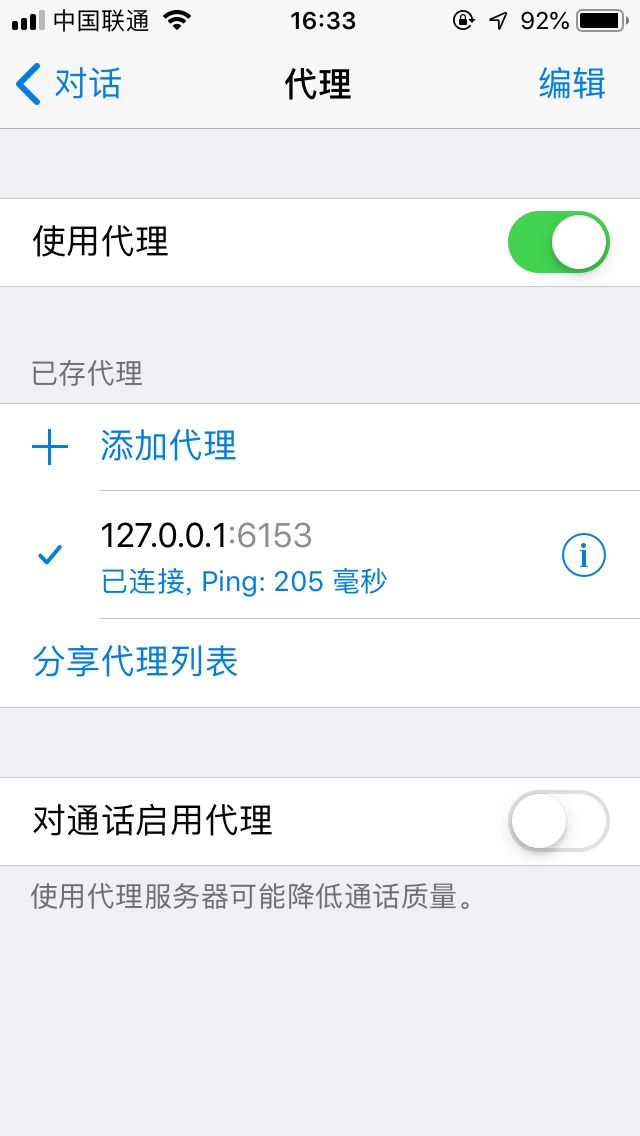 中国联通 16:33 92%
对话 代理 编辑
使用代理
已存代理
添加代理
127.0.0.1:6153
已连接, Ping: 205 毫秒
分享代理列表
对通话启用代理
使用代理服务器可能降低通话质量。